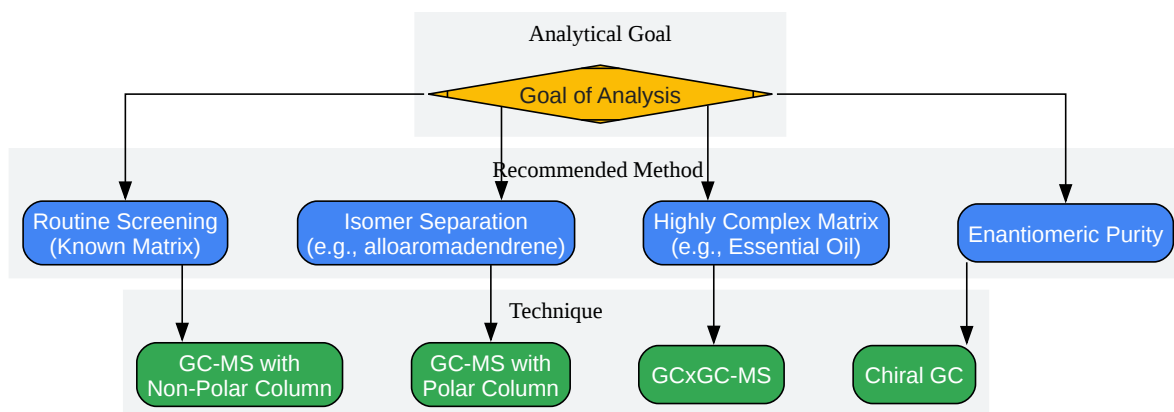 Analytical Goal
Goal of Analysis
Recommended Method
Routine Screening
(Known Matrix)
Isomer Separation
(e.g., alloaromadendrene)
Highly Complex Matrix
(e.g., Essential Oil)
Enantiomeric Purity
Technique
GC-MS with
Non-Polar Column
GC-MS with
Polar Column
GCxGC-MS
Chiral GC